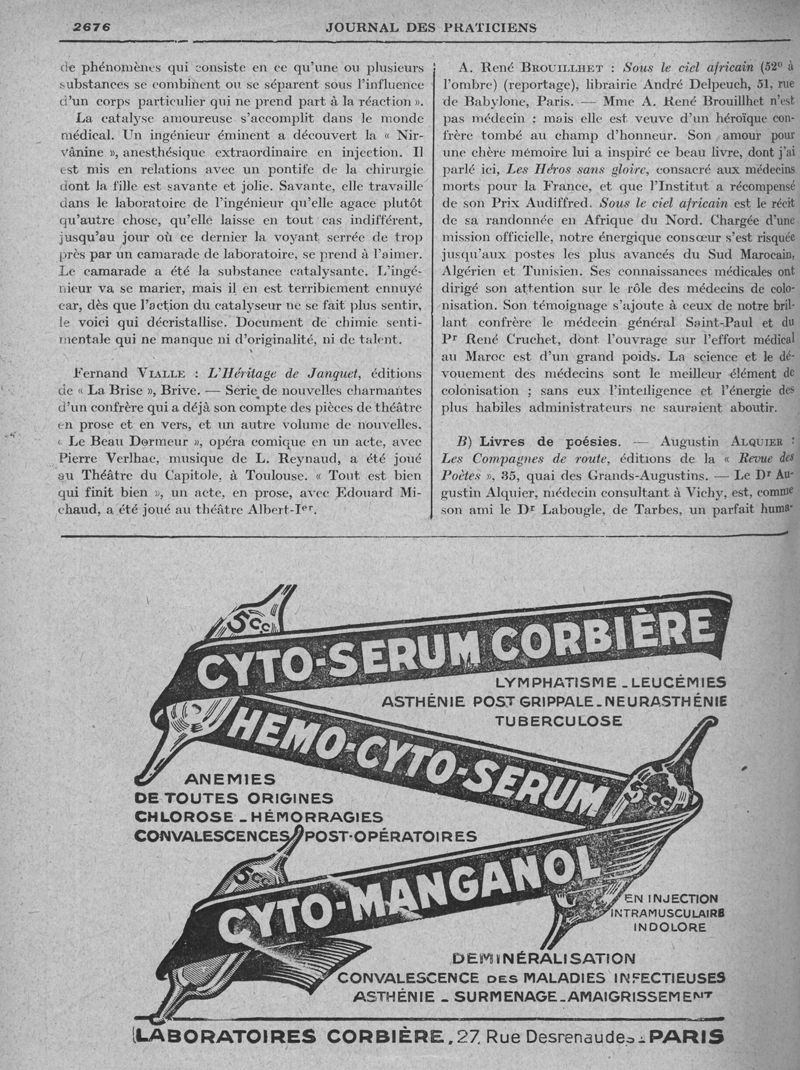 2676
JOURNAL DES PRATICIENS
de phénomènes qui consiste en ce qu'une ou plusieurs
substances se combinent ou se séparent sous l'influence
d'un corps particulier qui ne prend part à la réaction ».
La catalyse amoureuse s'accomplit dans le monde
médical. Un ingénieur éminent a découvert la « Nir-
vânine », anesthésique extraordinaire en injection. Il
est mis en relations avec un pontife de la chirurgie
dont la fille est savante et jolie. Savante, elle travaille
dans le laboratoire de l'ingénieur qu'elle agace plutôt
qu'autre chose, qu'elle laisse en tout cas indifférent,
jusqu'au jour où ce dernier la voyant serrée de trop
près par un camarade de laboratoire, se prend à l'aimer.
Le camarade a été la substance catalysante. L'ingé-
nieur va se marier, mais il en est terriblement ennuyé
car, dès que l'action du catalyseur ne se fait plus sentir,
le voici qui décristallise. Document de chimie senti-
mentale qui ne manque ni d'originalité, ni de talent.
Fernand VIALLE : L'Héritage de Janquet, éditions
de « La Brise », Brive. — Serie de nouvelles charmantes
d'un confrère qui a déjà son compte des pièces de théâtre
en prose et en vers, et un autre volume de nouvelles.
« Le Beau Dormeur », opéra comique en un acte, avec
Pierre Verlhac, musique de L. Reynaud, a été joué
au Théâtre du Capitole, à Toulouse. « Tout est bien
qui finit bien », un acte, en prose, avec Edouard Mi-
chaud, a été joué au théâtre Albert-Ier.
A. René BROUILLHET : Sous le ciel africain (52° à
l'ombre) (reportage), librairie André Delpeuch, 51, rue
de Babylone, Paris. — Mme A. René Brouillhet n'est
pas médecin : mais elle est veuve d'un héroïque con-
frère tombé au champ d'honneur. Son amour pour
une chère mémoire lui a inspiré ce beau livre, dont j'ai
parlé ici, Les Héros sans gloire, consacré aux médecins
morts pour la France, et que l'Institut a récompensé
de son Prix Audiffred. Sous le ciel africain est le récit
de sa randonnée en Afrique du Nord. Chargée d'une
mission officielle, notre énergique consœur s'est risquée
jusqu'aux postes les plus avancés du Sud Marocain,
Algérien et Tunisien. Ses connaissances médicales ont
dirigé son attention sur le rôle des médecins de colo-
nisation. Son témoignage s'ajoute à ceux de notre bril-
lant confrère le médecin général Saint-Paul et du
Pr René Cruchet, dont l'ouvrage sur l'effort médical
au Maroc est d'un grand poids. La science et le dé-
vouement des médecins sont le meilleur élément de
colonisation ; sans eux l'intelligence et l'énergie des
plus habiles administrateurs ne sauraient aboutir.
B) Livres de poésies. — Augustin ALQUIER :
Les Compagnes de route, éditions de la « Revue des
Poètes », 35, quai des Grands-Augustins. — Le Dr Au-
gustin Alquier, médecin consultant à Vichy, est, comme
son ami le Dr Labougle, de Tarbes, un parfait huma-
5cc
CYTO-SERUM CORBIÈRE
LYMPHATISME - LEUCÉMIES
ASTHÉNIE POST GRIPPALE - NEURASTHÉNIE
TUBERCULOSE
HEMO-CYTO-SERUM
5cc
ANEMIES
DE TOUTES ORIGINES
CHLOROSE - HÉMORRAGIES
CONVALESCENCES POST-OPÉRATOIRES
5cc
CYTO-MANGANOL
EN INJECTION
INTRAMUSCULAIRE
INDOLORE
DEMINÉRALISATION
CONVALESCENCE DES MALADIES INFECTIEUSES
ASTHÉNIE - SURMENAGE - AMAIGRISSEMENT
LABORATOIRES CORBIÈRE, 27, Rue Desrenaudes - PARIS